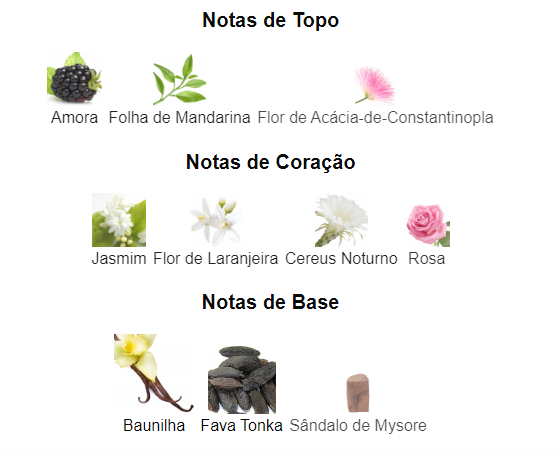 Notas de Topo
Amora Folha de Mandarina Flor de Acácia-de-Constantinopla
Notas de Coração
Jasmim Flor de Laranjeira Cereus Noturno Rosa
Notas de Base
Baunilha Fava Tonka Sândalo de Mysore